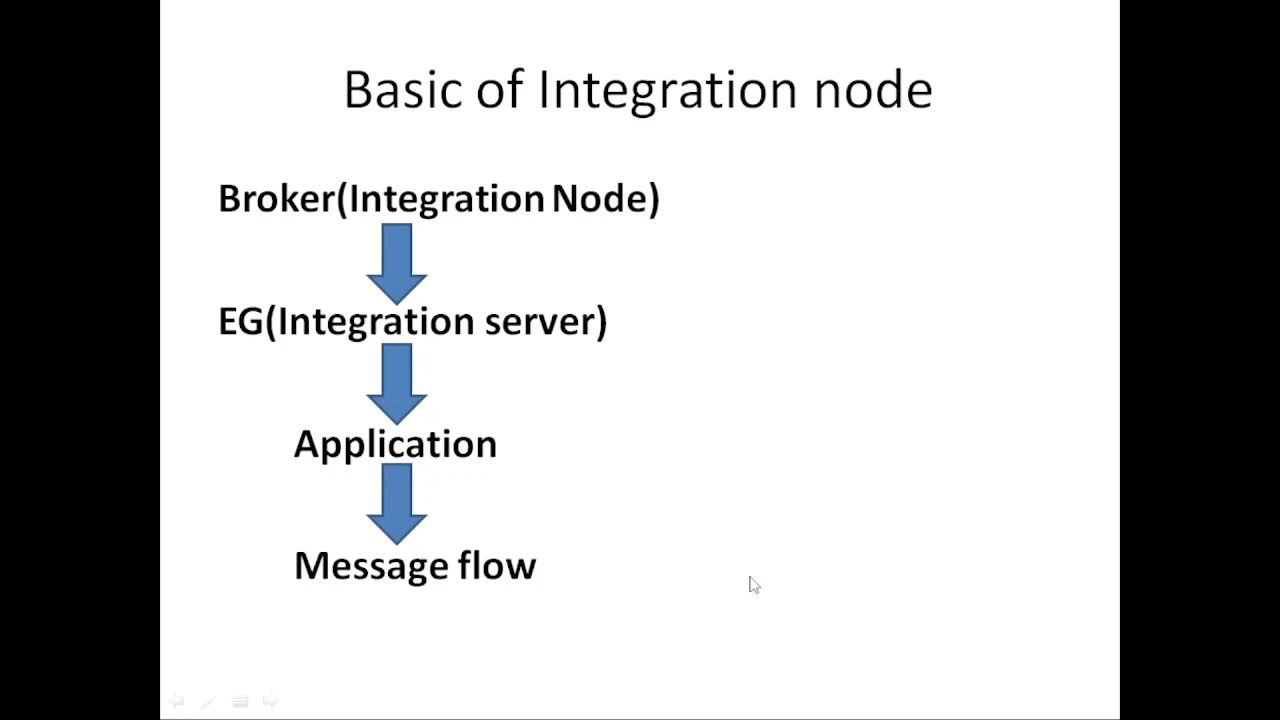 Basic of Integration node
Broker(Integration Node)
EG(Integration server)
Application
Message flow